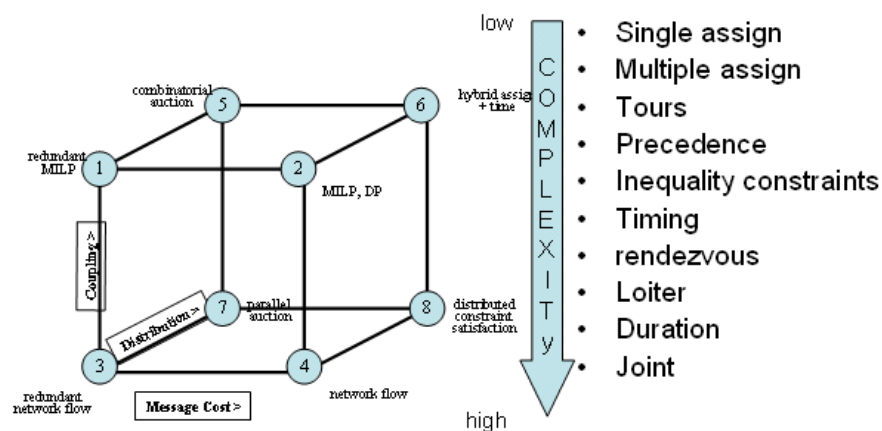 combinatorial
auction
5
6
hybrid assign
+ time
redundant
MILP
1
2
MILP, DP
Coupling >
Distribution >
7
parallel
auction
8
distributed
constraint
satisfaction
3
4
redundant
network flow
Message Cost >
network flow
low
COMPLEXITy
high
• Single assign
• Multiple assign
• Tours
• Precedence
• Inequality constraints
• Timing
• rendezvous
• Loiter
• Duration
• Joint